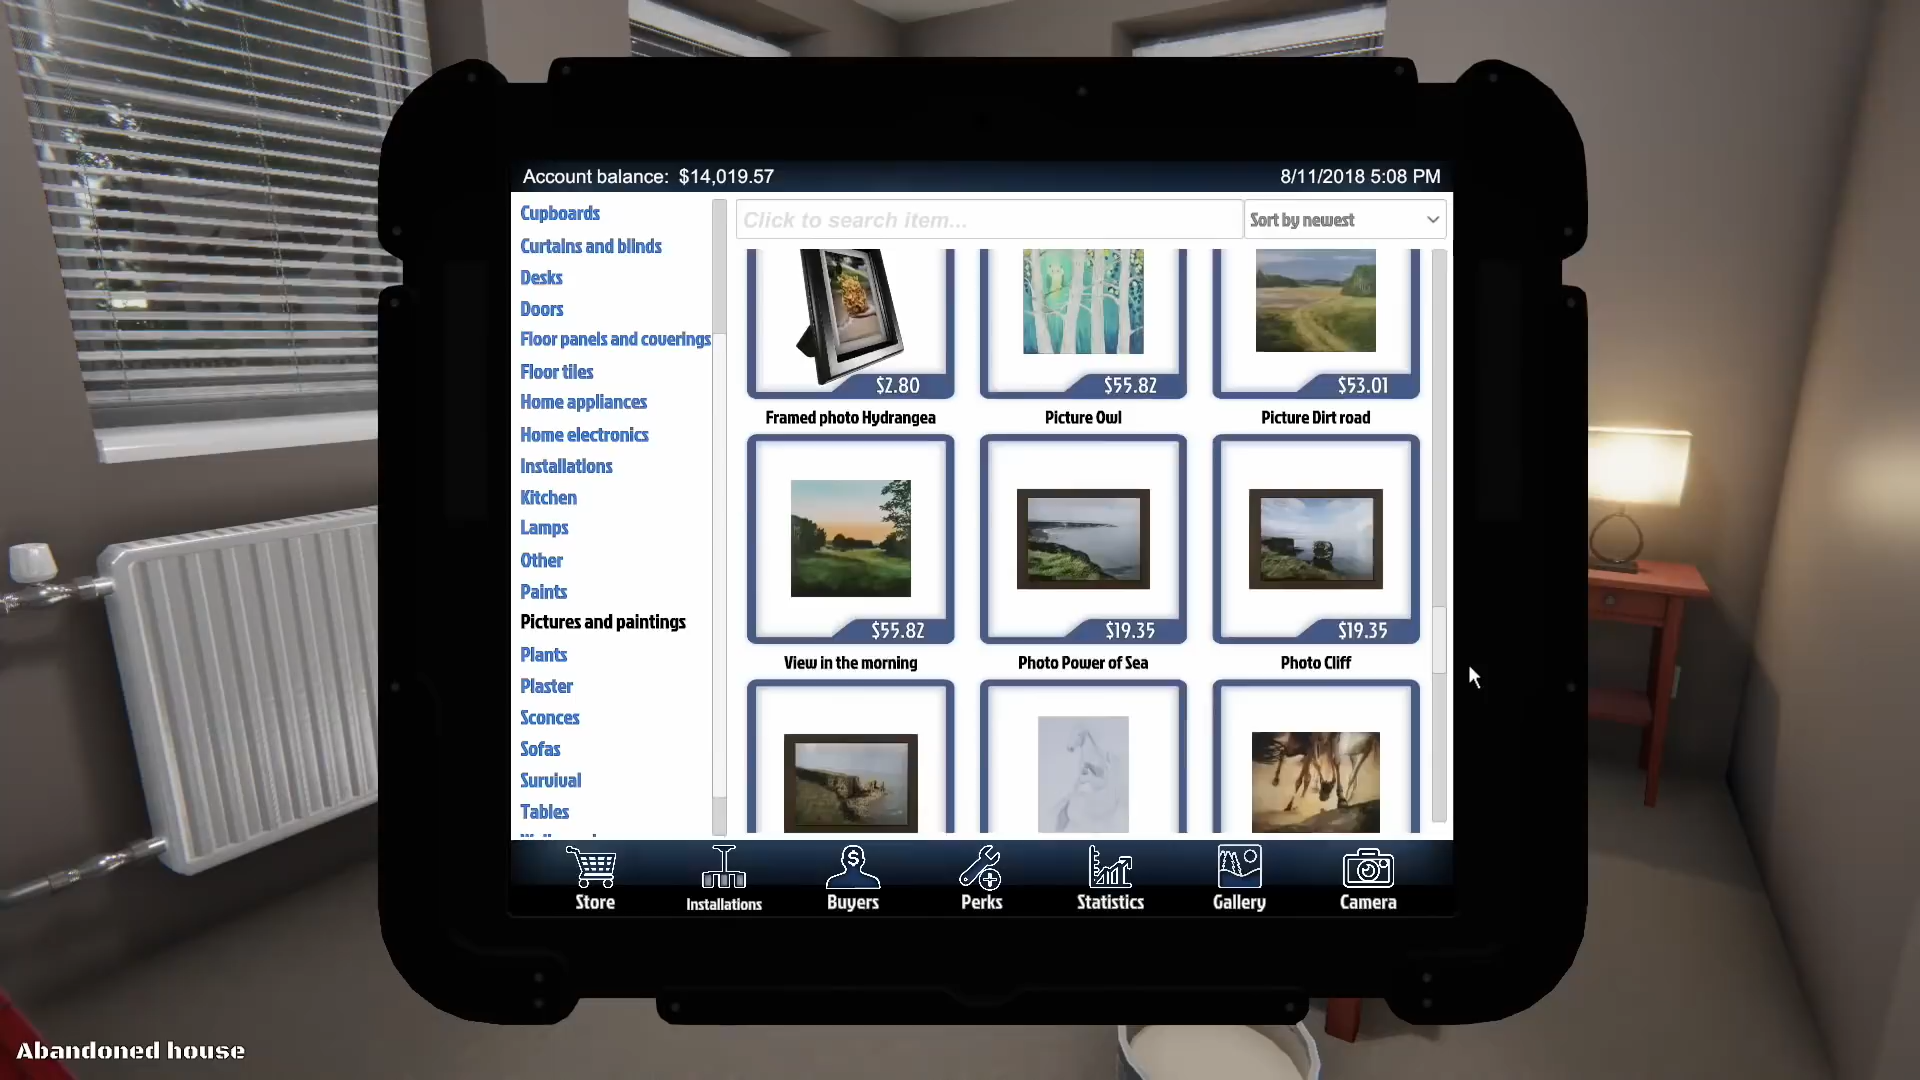 Account balance: $14,019.57
8/11/2018 5:08 PM
Cupboards
Curtains and blinds
Desks
Doors
Floor panels and coverings
Floor tiles
Home appliances
Home electronics
Installations
Kitchen
Lamps
Other
Paints
Pictures and paintings
Plants
Plaster
Sconces
Sofas
Survival
Tables
Click to search item...
Sort by newest
$2.80
$55.82
$53.01
Framed photo Hydrangea
Picture Owl
Picture Dirt road
$55.82
$19.35
$19.35
View in the morning
Photo Power of Sea
Photo Cliff
Store
Installations
Buyers
Perks
Statistics
Gallery
Camera
Abandoned house